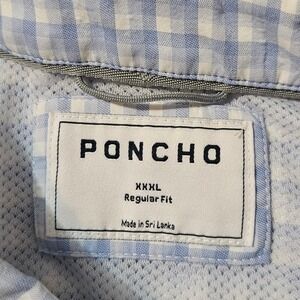 PONCHO
XXXL
Regular Fit
Made in Sri Lanka